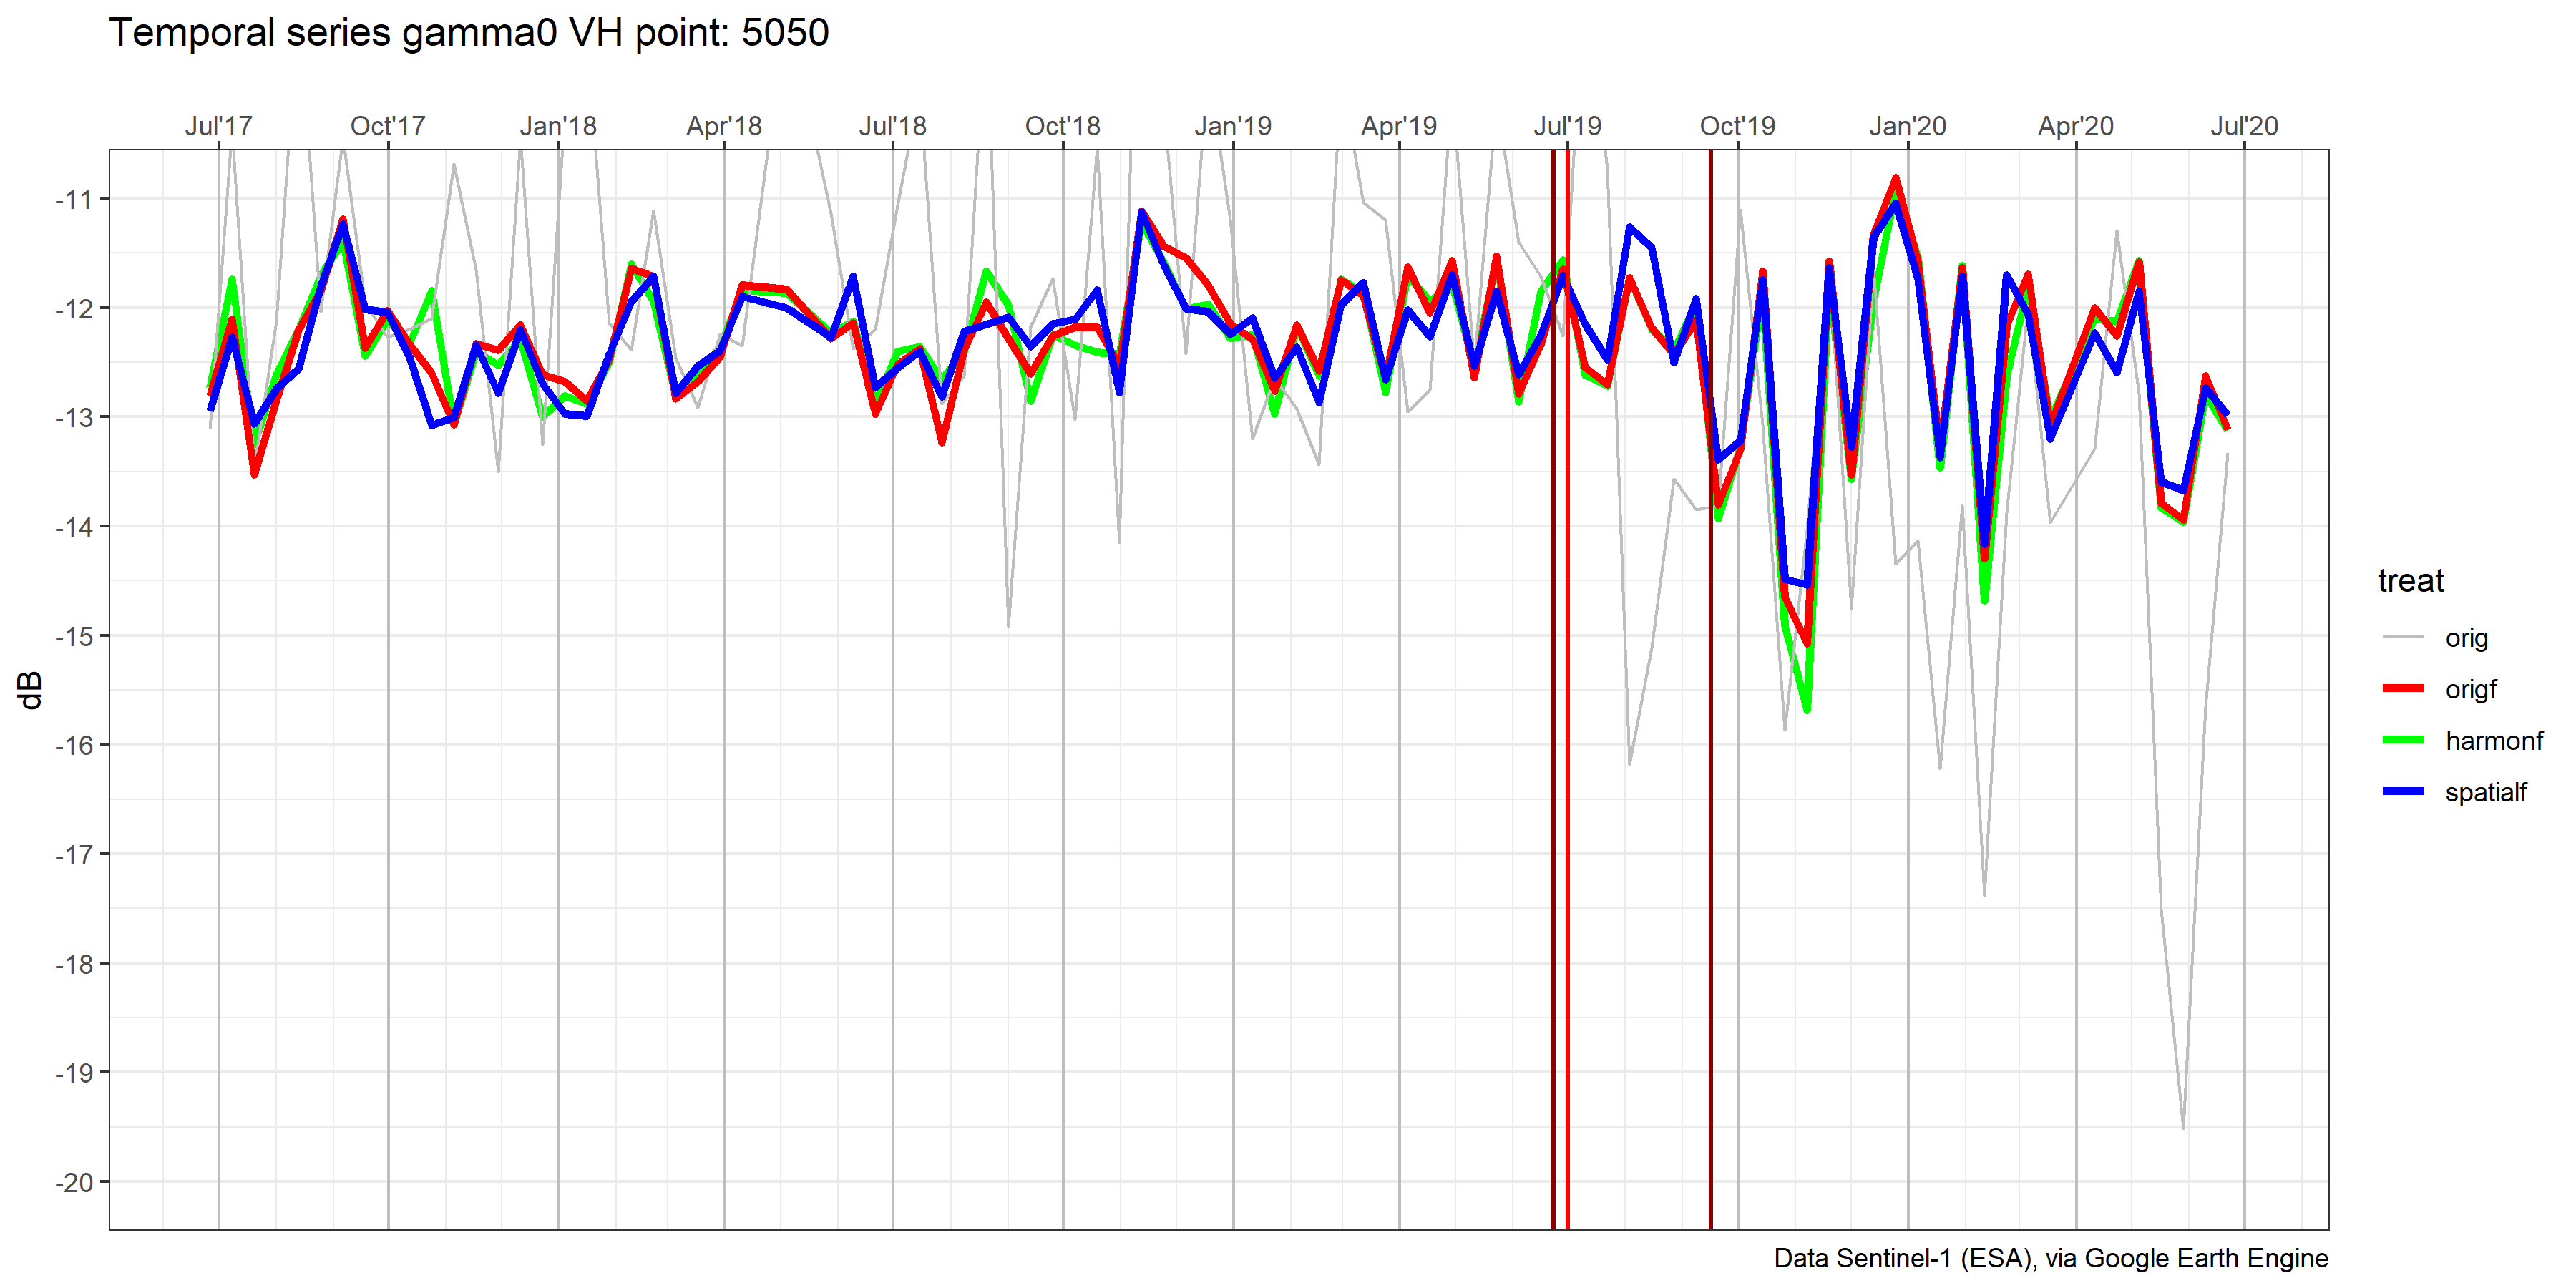 Temporal series gamma0 VH point: 5050
Jul'17 Oct'17 Jan'18 Apr'18 Jul'18 Oct'18 Jan'19 Apr'19 Jul'19 Oct'19 Jan'20 Apr'20 Jul'20
-11
-12
-13
-14
-15
-16
-17
-18
-19
-20
dB
treat
orig
origf
harmonf
spatialf
Data Sentinel-1 (ESA), via Google Earth Engine